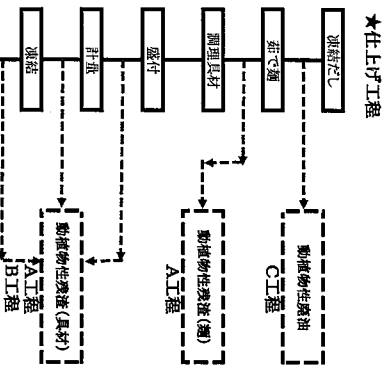 ★仕上げ工程
凍結だし
茹で麺
調理具材
盛付
計量
凍結
動植物性廃油
C工程
動植物性残渣(麺)
A工程
動植物性残渣(具材)
A工程
B工程